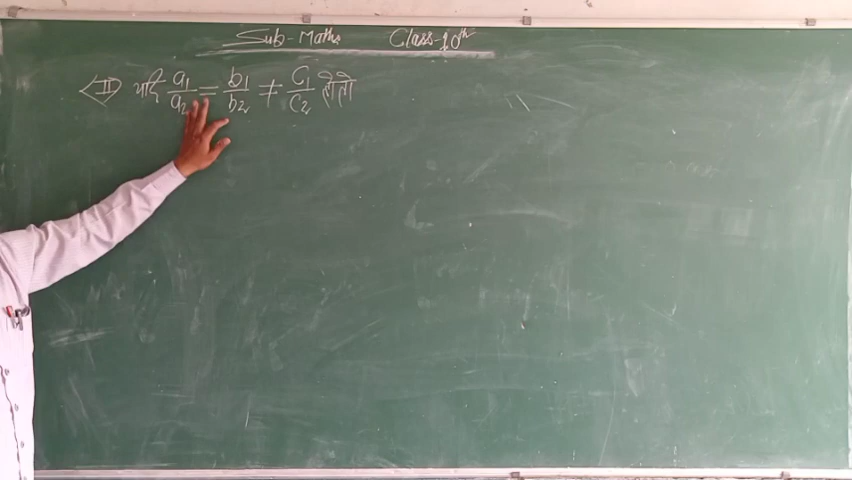 Sub-Maths Class-10th
<II> यदि a1/a2 = b1/b2 ≠ C1/C2 हो तो